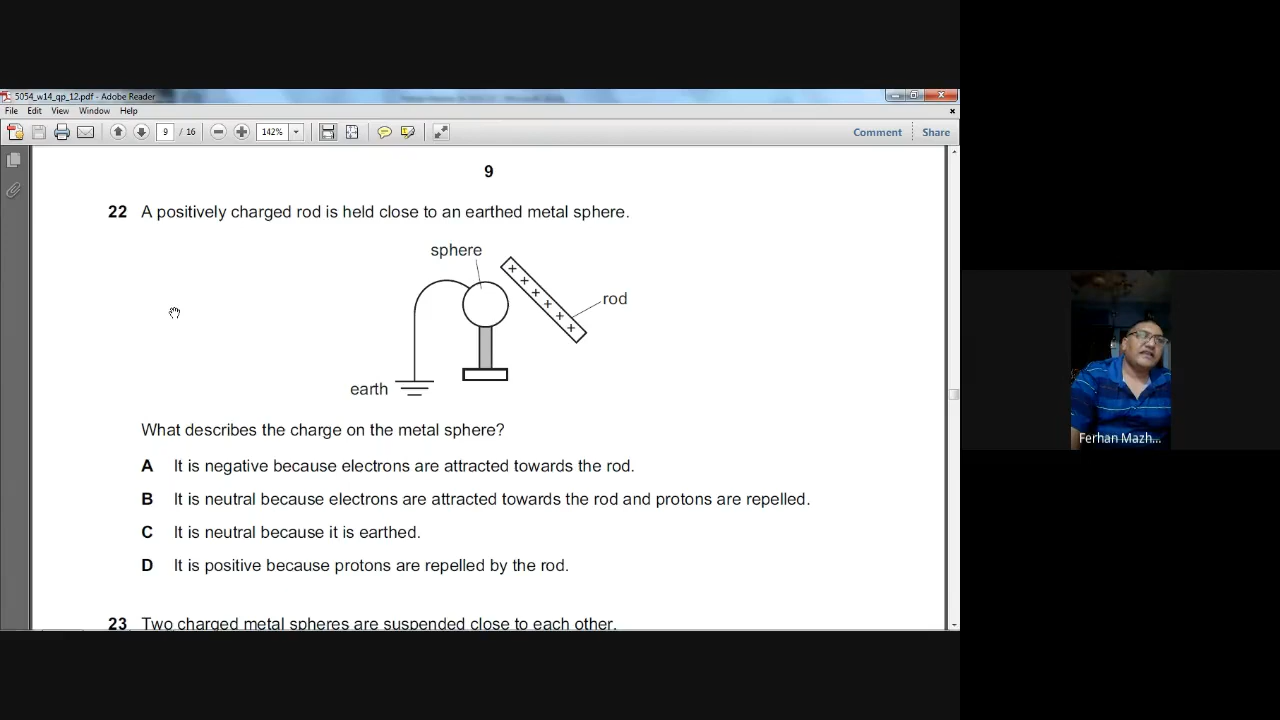 5054_w14_qp_12.pdf - Adobe Reader
File Edit View Window Help
9 / 16 142% Comment Share
9
22 A positively charged rod is held close to an earthed metal sphere.
sphere
rod
earth
What describes the charge on the metal sphere?
A It is negative because electrons are attracted towards the rod.
B It is neutral because electrons are attracted towards the rod and protons are repelled.
C It is neutral because it is earthed.
D It is positive because protons are repelled by the rod.
23 Two charged metal spheres are suspended close to each other.
Ferhan Mazh...